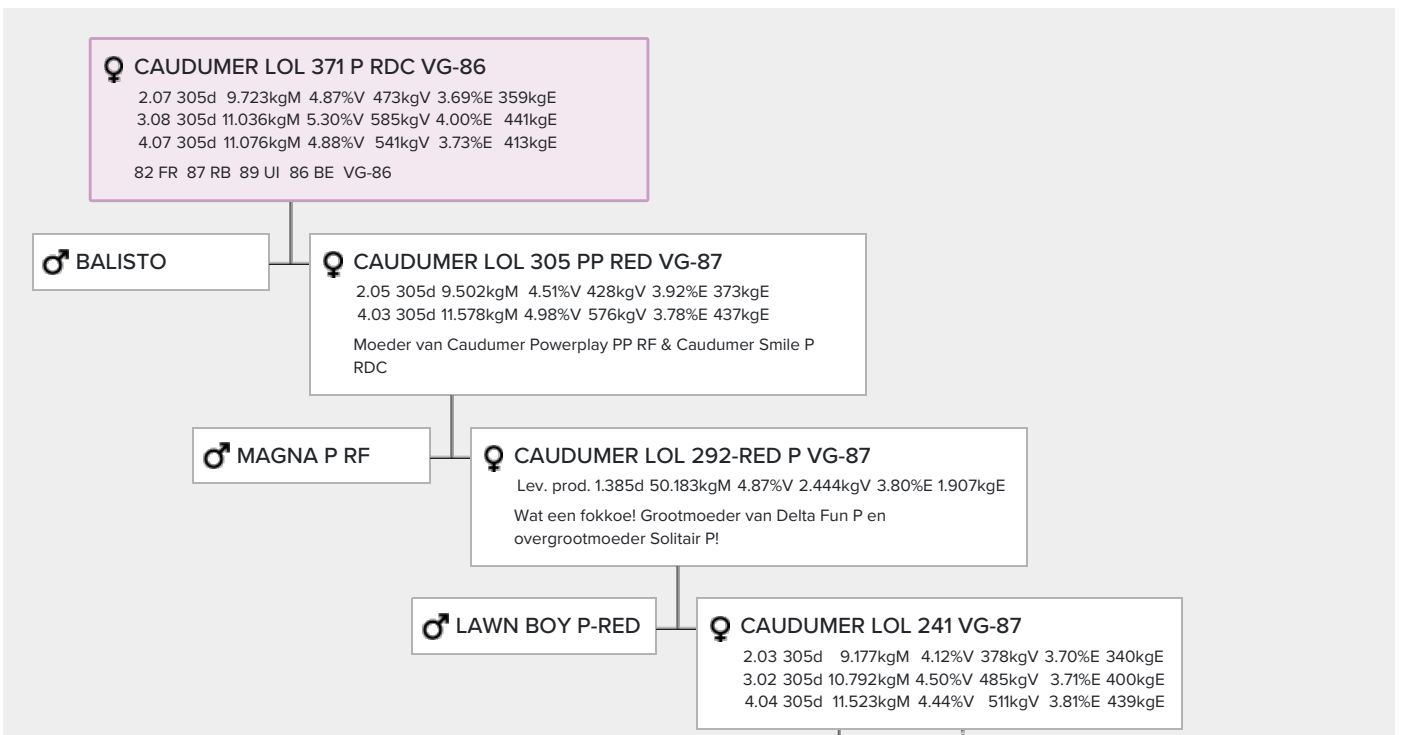 CAUDUMER LOL 371 P RDC VG-86
2.07 305d 9.723kgM 4.87%V 473kgV 3.69%E 359kgE
3.08 305d 11.036kgM 5.30%V 585kgV 4.00%E 441kgE
4.07 305d 11.076kgM 4.88%V 541kgV 3.73%E 413kgE
82 FR 87 RB 89 UI 86 BE VG-86
BALISTO
CAUDUMER LOL 305 PP RED VG-87
2.05 305d 9.502kgM 4.51%V 428kgV 3.92%E 373kgE
4.03 305d 11.578kgM 4.98%V 576kgV 3.78%E 437kgE
Moeder van Caudumer Powerplay PP RF & Caudumer Smile P
RDC
MAGNA P RF
CAUDUMER LOL 292-RED P VG-87
Lev. prod. 1.385d 50.183kgM 4.87%V 2.444kgV 3.80%E 1.907kgE
Wat een fokkoe! Grootmoeder van Delta Fun P en
overgrootmoeder Solitair P!
LAWN BOY P-RED
CAUDUMER LOL 241 VG-87
2.03 305d 9.177kgM 4.12%V 378kgV 3.70%E 340kgE
3.02 305d 10.792kgM 4.50%V 485kgV 3.71%E 400kgE
4.04 305d 11.523kgM 4.44%V 511kgV 3.81%E 439kgE